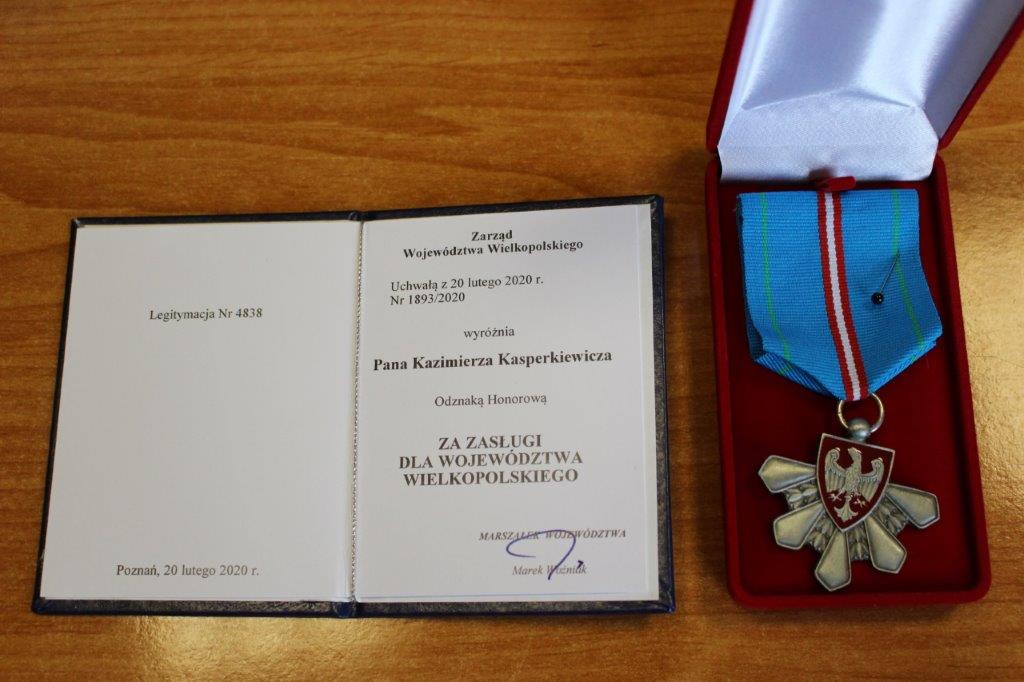 Legitymacja Nr 4838
Poznań, 20 lutego 2020 r.
Zarząd
Województwa Wielkopolskiego
Uchwałą z 20 lutego 2020 r.
Nr 1893/2020
wyróżnia
Pana Kazimierza Kasperkiewicza
Odznaką Honorową
ZA ZASŁUGI
DLA WOJEWÓDZTWA
WIELKOPOLSKIEGO
MARSZAŁEK WOJEWÓDZTWA
Marek Woźniak